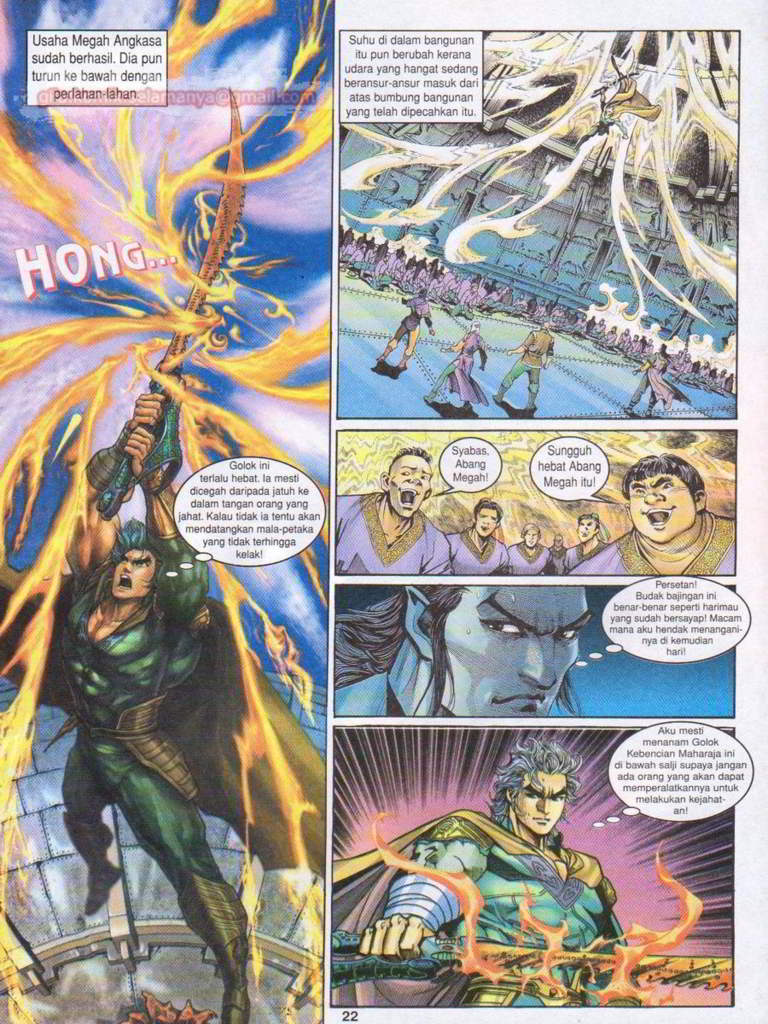 Usaha Megah Angkasa
sudah berhasil. Dia pun
turun ke bawah dengan
perlahan-lahan.
HONG...
Golok ini
terlalu hebat. Ia mesti
dicegah daripada jatuh ke
dalam tangan orang yang
jahat. Kalau tidak ia tentu akan
mendatangkan mala-petaka
yang tidak terhingga
kelak!
Suhu di dalam bangunan
itu pun berubah kerana
udara yang hangat sedang
beransur-ansur masuk dari
atas bumbung bangunan
yang telah dipecahkan itu.
Syabas,
Abang
Megah!
Sungguh
hebat Abang
Megah itu!
Persetan!
Budak bajingan ini
benar-benar seperti harimau
yang sudah bersayap! Macam
mana aku hendak menangani-
nya di kemudian
hari!
Aku mesti
menanam Golok
Kebencian Maharaja ini
di bawah salji supaya jangan
ada orang yang akan dapat
memperalatkannya untuk
melakukan kejahat-
an!
22